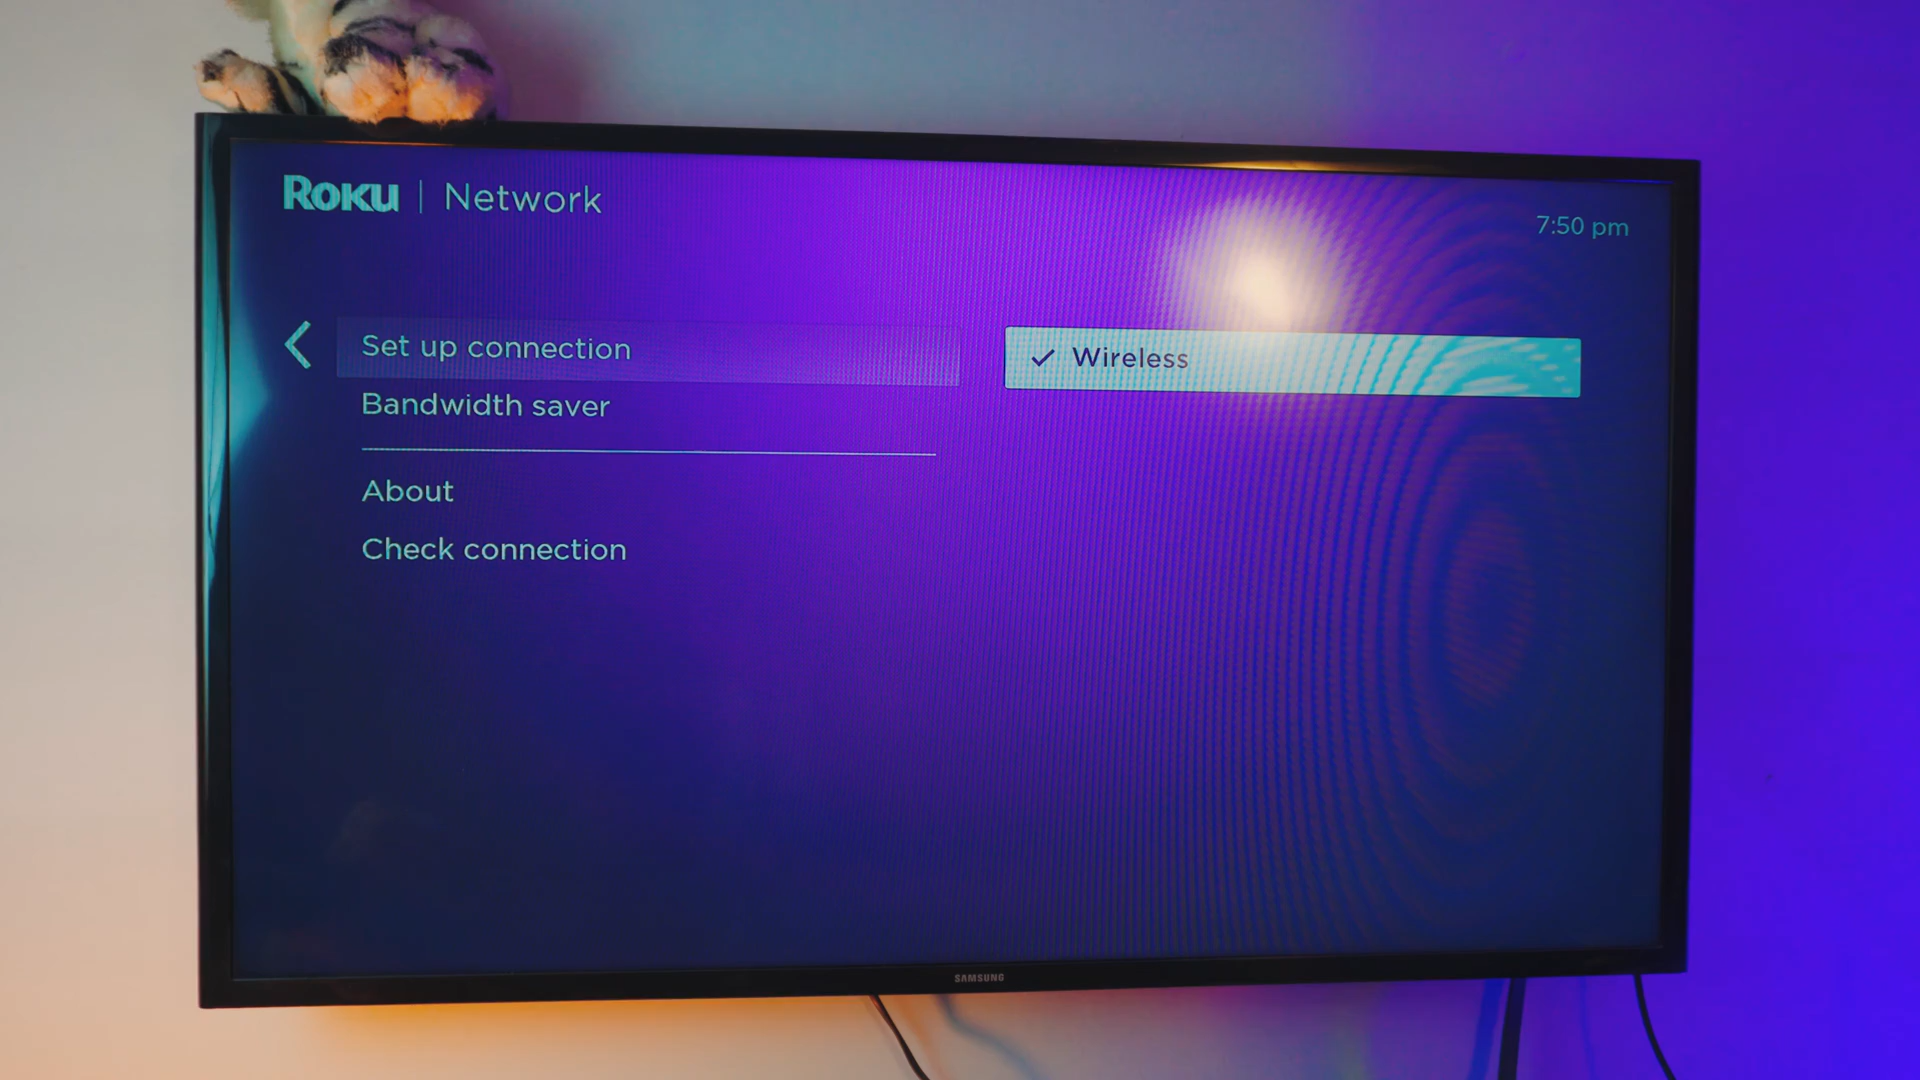 Roku | Network
7:50 pm
Set up connection
✓ Wireless
Bandwidth saver
About
Check connection
SAMSUNG